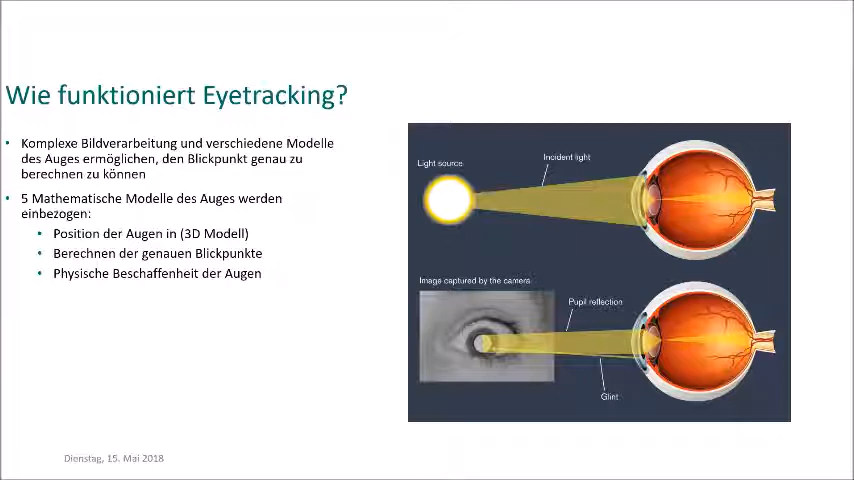 Wie funktioniert Eyetracking?
• Komplexe Bildverarbeitung und verschiedene Modelle
des Auges ermöglichen, den Blickpunkt genau zu
berechnen zu können
• 5 Mathematische Modelle des Auges werden
einbezogen:
• Position der Augen in (3D Modell)
• Berechnen der genauen Blickpunkte
• Physische Beschaffenheit der Augen
Light source
Incident light
Image captured by the camera
Pupil reflection
Glint
Dienstag, 15. Mai 2018